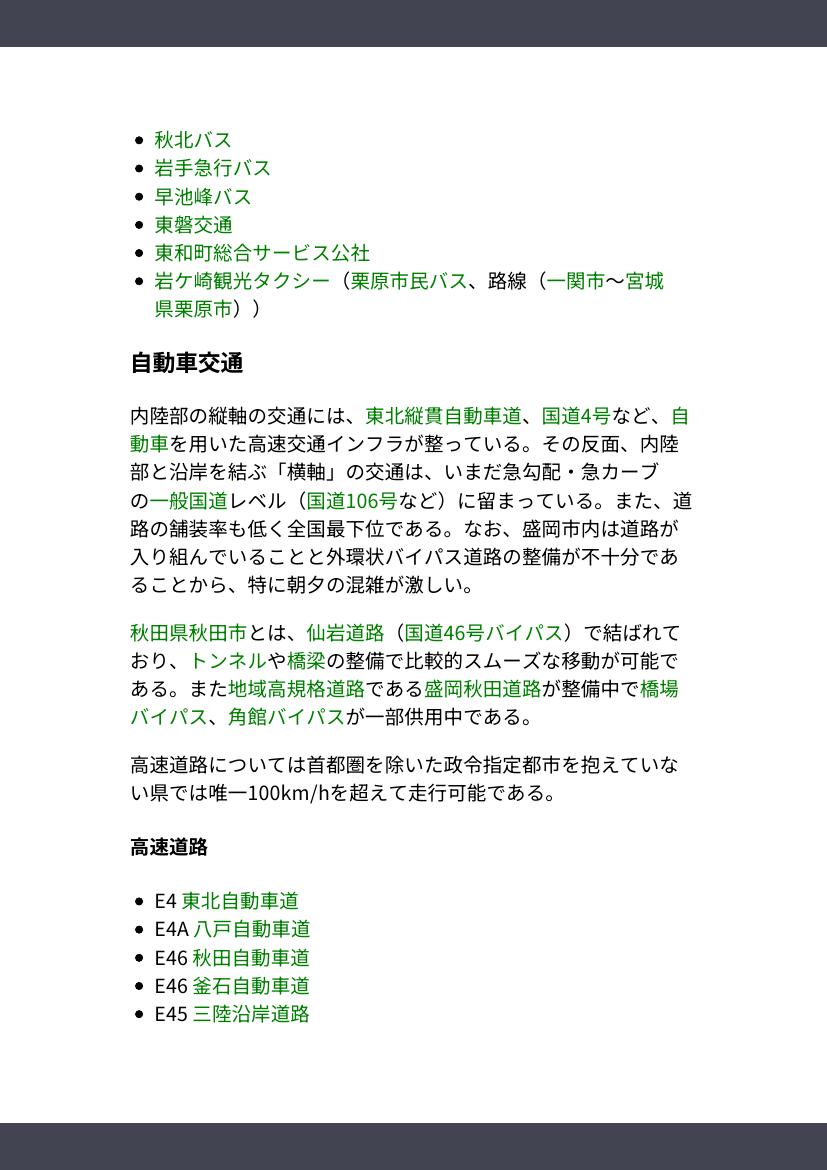 秋北バス
岩手急行バス
早池峰バス
東磐交通
東和町総合サービス公社
岩ケ崎観光タクシー（栗原市民バス、路線（一関市〜宮城
県栗原市））
自動車交通
内陸部の縦軸の交通には、東北縦貫自動車道、国道4号など、自
動車を用いた高速交通インフラが整っている。その反面、内陸
部と沿岸を結ぶ「横軸」の交通は、いまだ急勾配・急カーブ
の一般国道レベル（国道106号など）に留まっている。また、道
路の舗装率も低く全国最下位である。なお、盛岡市内は道路が
入り組んでいることと外環状バイパス道路の整備が不十分であ
ることから、特に朝夕の混雑が激しい。
秋田県秋田市とは、仙岩道路（国道46号バイパス）で結ばれて
おり、トンネルや橋梁の整備で比較的スムーズな移動が可能で
ある。また地域高規格道路である盛岡秋田道路が整備中で橋場
バイパス、角館バイパスが一部供用中である。
高速道路については首都圏を除いた政令指定都市を抱えていな
い県では唯一100km/hを超えて走行可能である。
高速道路
E4 東北自動車道
E4A 八戸自動車道
E46 秋田自動車道
E46 釜石自動車道
E45 三陸沿岸道路